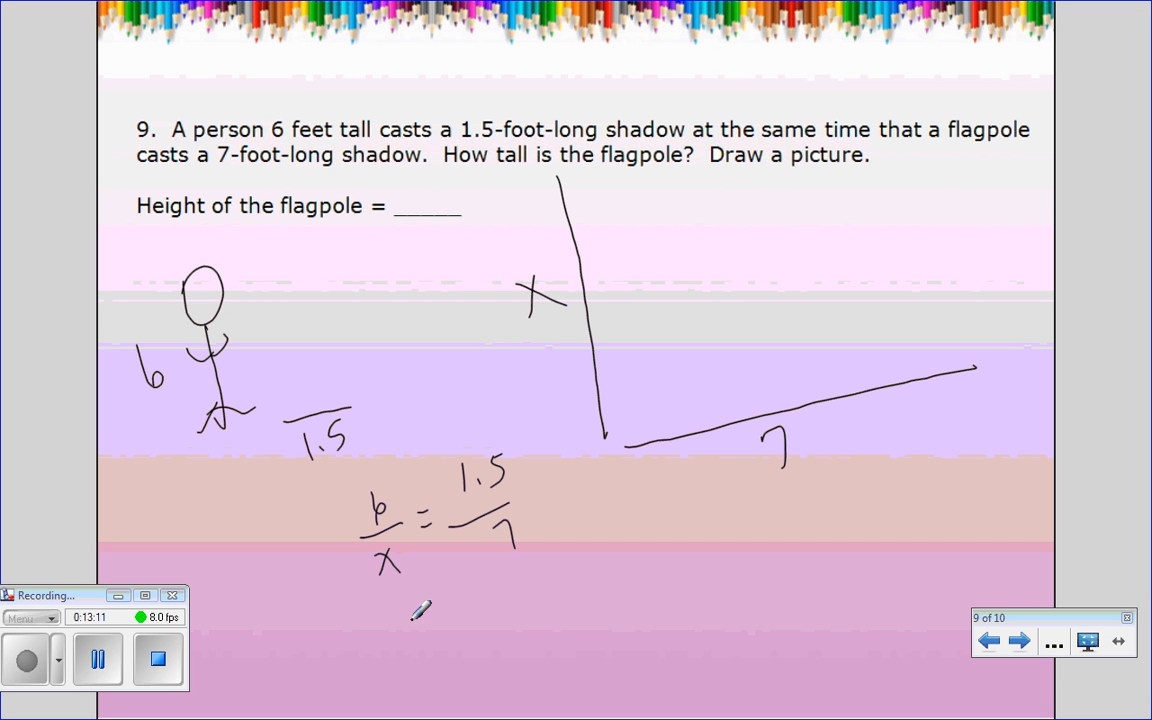 9. A person 6 feet tall casts a 1.5-foot-long shadow at the same time that a flagpole
casts a 7-foot-long shadow. How tall is the flagpole? Draw a picture.
Height of the flagpole = _____
x
6
1.5
7
6/x = 1.5/7
Recording...
Menu
0:13:11
8.0 fps
9 of 10
...